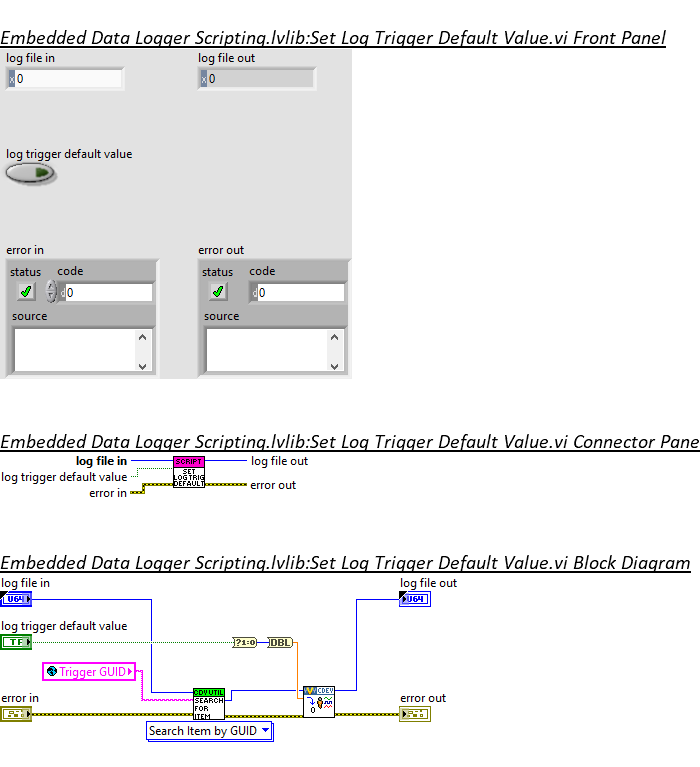 Embedded Data Logger Scripting.lvlib:Set Log Trigger Default Value.vi Front Panel
log file in log file out
x 0 x 0
log trigger default value
error in error out
status code status code
d 0 d 0
source source
Embedded Data Logger Scripting.lvlib:Set Log Trigger Default Value.vi Connector Pane
log file in SCRIPT log file out
log trigger default value SET
LOG TRIG
error in DEFAULT error out
Embedded Data Logger Scripting.lvlib:Set Log Trigger Default Value.vi Block Diagram
log file in log file out
U64 U64
log trigger default value
TF ?1:0 DBL
Trigger GUID
error in CDV UTIL CDEV error out
SEARCH
FOR 0
ITEM
Search Item by GUID